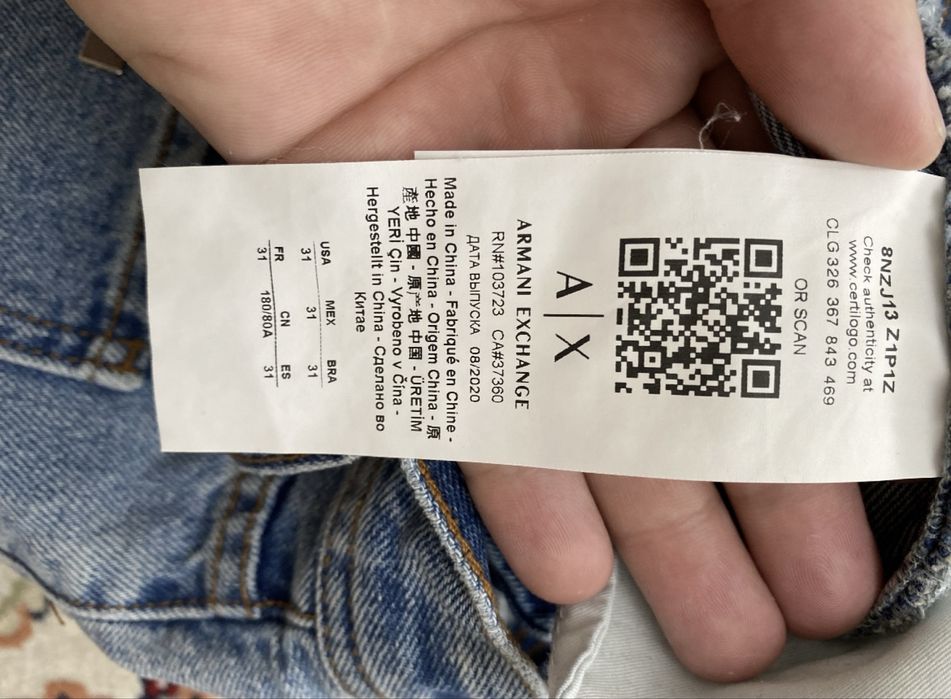 8NZJ13 Z1P1Z
Check authenticity at
www.certilogo.com
CLG 326 367 843 469
OR SCAN
A|X
ARMANI EXCHANGE
RN#103723 CA#37360
ДАТА ВЫПУСКА 08/2020
Made in China - Fabriqué en Chine -
Hecho en China - Origem China - 原
產地 中國 - 原产地 中国 - ÜRETİM
YERİ Çin - Vyrobeno v Čína -
Hergestellt in China - Сделано во
Китае
USA MEX BRA
31 31 31
FR CN ES
31 180/80A 31